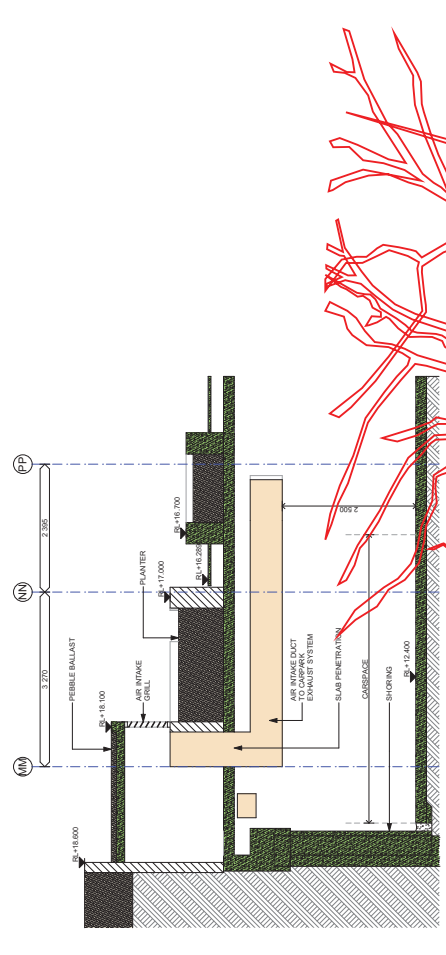 PP
NN
MM
2 395
3 270
PEBBLE BALLAST
RL+18.600
RL+18.100
AIR INTAKE
GRILL
PLANTER
RL+17.000
RL+16.289
RL+16.700
AIR INTAKE DUCT
TO CARPARK
EXHAUST SYSTEM
SLAB PENETRATION
2 500
CARSPACE
SHORING
RL+12.400